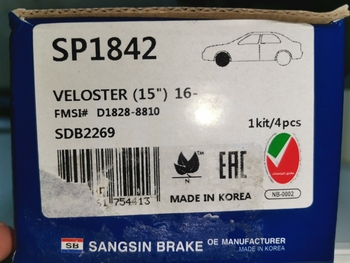 SP1842
VELOSTER (15") 16-
FMSI# D1828-8810
SDB2269
1kit/4pcs
N
EAC
NB-0002
MADE IN KOREA
754413
SB
SANGSIN BRAKE OE MANUFACTURER
MADE IN KOREA